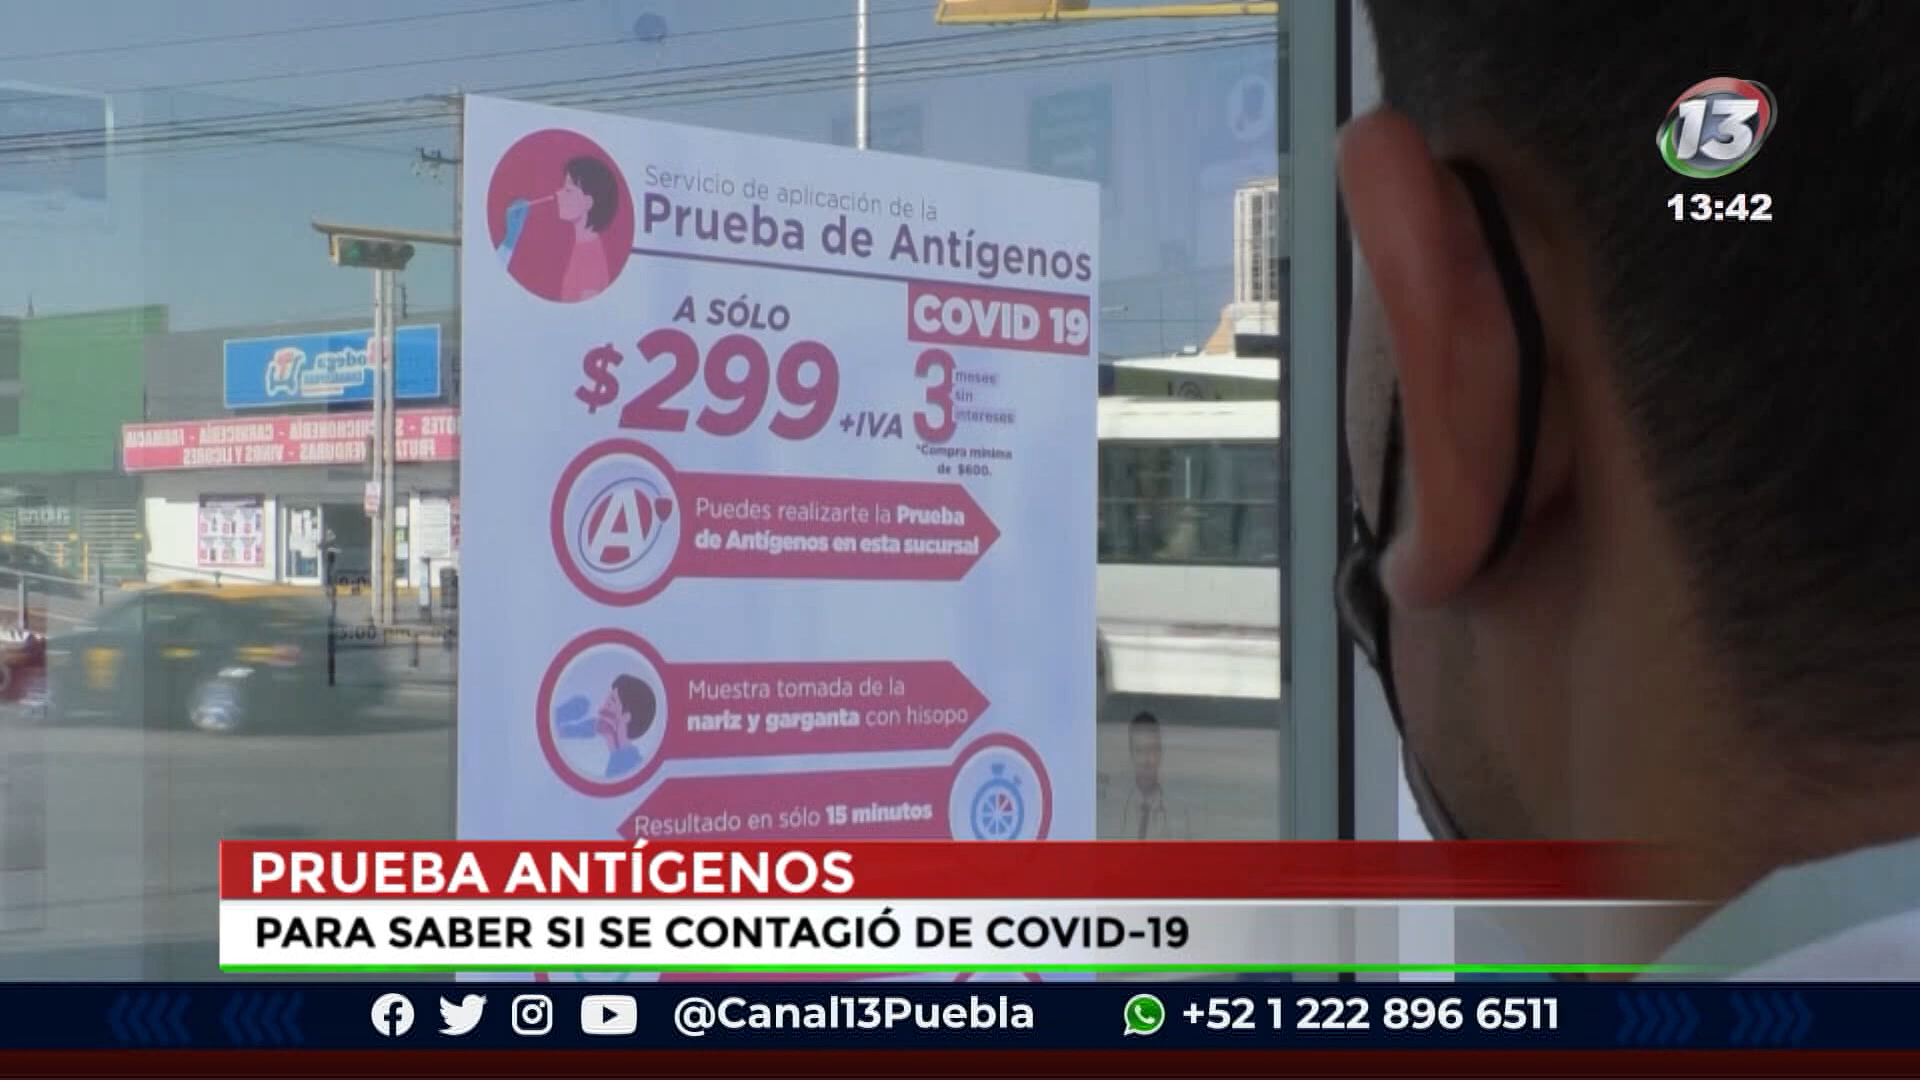 13
13:42
Servicio de aplicación de la
Prueba de Antígenos
COVID 19
A SÓLO
$299 +IVA
3 meses
sin
intereses
*Compra mínima
de $600.
Puedes realizarte la Prueba
de Antígenos en esta sucursal
Muestra tomada de la
nariz y garganta con hisopo
Resultado en sólo 15 minutos
PRUEBA ANTÍGENOS
PARA SABER SI SE CONTAGIÓ DE COVID-19
@Canal13Puebla
+52 1 222 896 6511